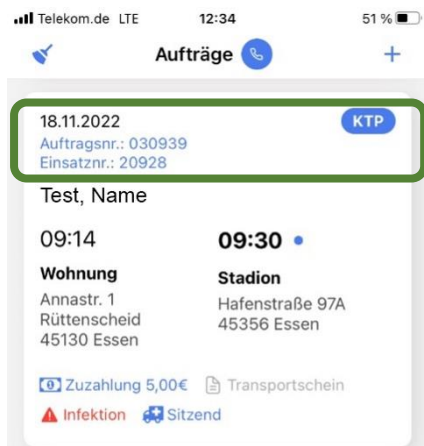 Telekom.de LTE 12:34 51 %
Aufträge
18.11.2022 KTP
Auftragsnr.: 030939
Einsatznr.: 20928
Test, Name
09:14 09:30
Wohnung Stadion
Annastr. 1 Hafenstraße 97A
Rüttenscheid 45356 Essen
45130 Essen
Zuzahlung 5,00€ Transportschein
Infektion Sitzend